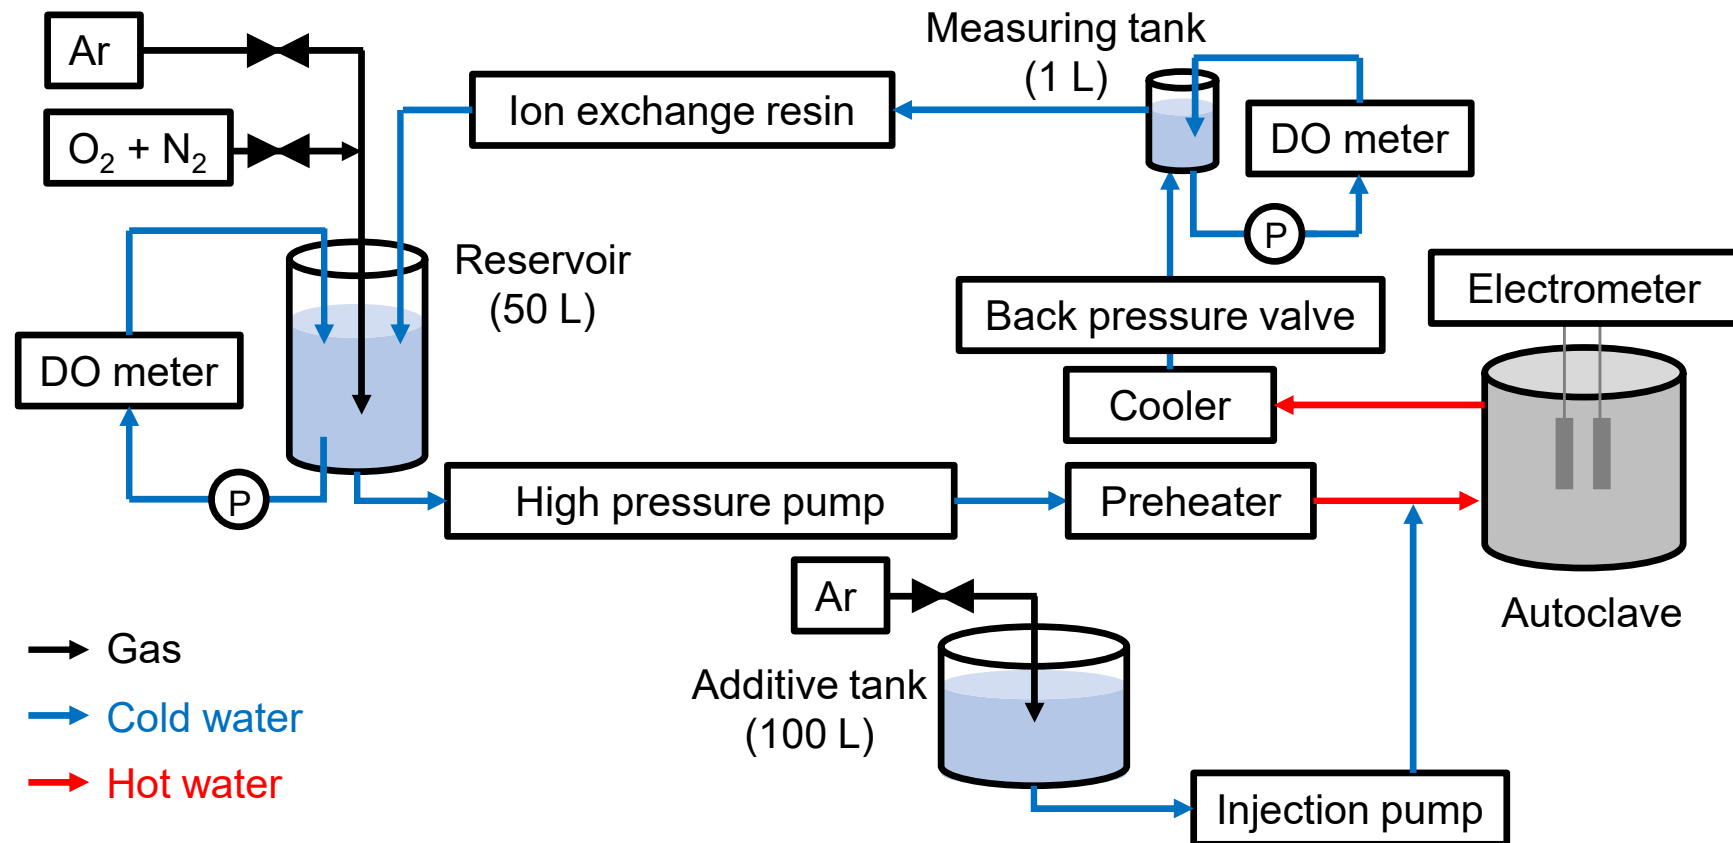 Ar
O₂ + N₂
Ion exchange resin
Measuring tank
(1 L)
DO meter
P
Reservoir
(50 L)
DO meter
P
Back pressure valve
Electrometer
Cooler
High pressure pump
Preheater
Autoclave
Ar
Additive tank
(100 L)
Injection pump
Gas
Cold water
Hot water